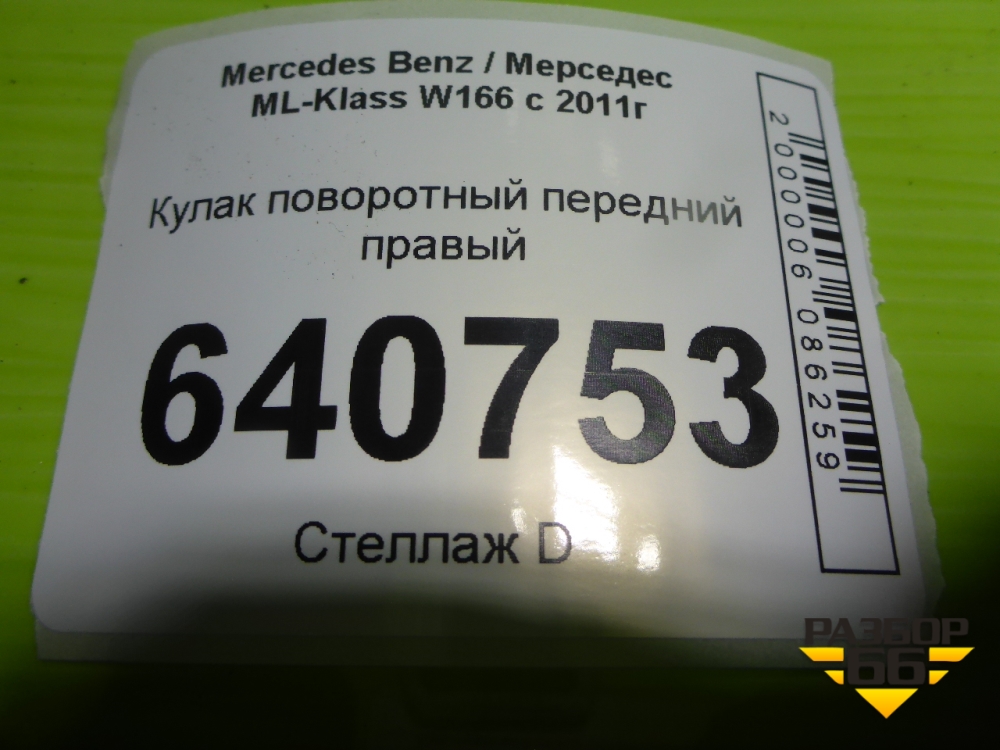 Mercedes Benz / Мерседес
ML-Klass W166 с 2011г
Кулак поворотный передний
правый
640753
Стеллаж D
2000006086259
РАЗБОР
66